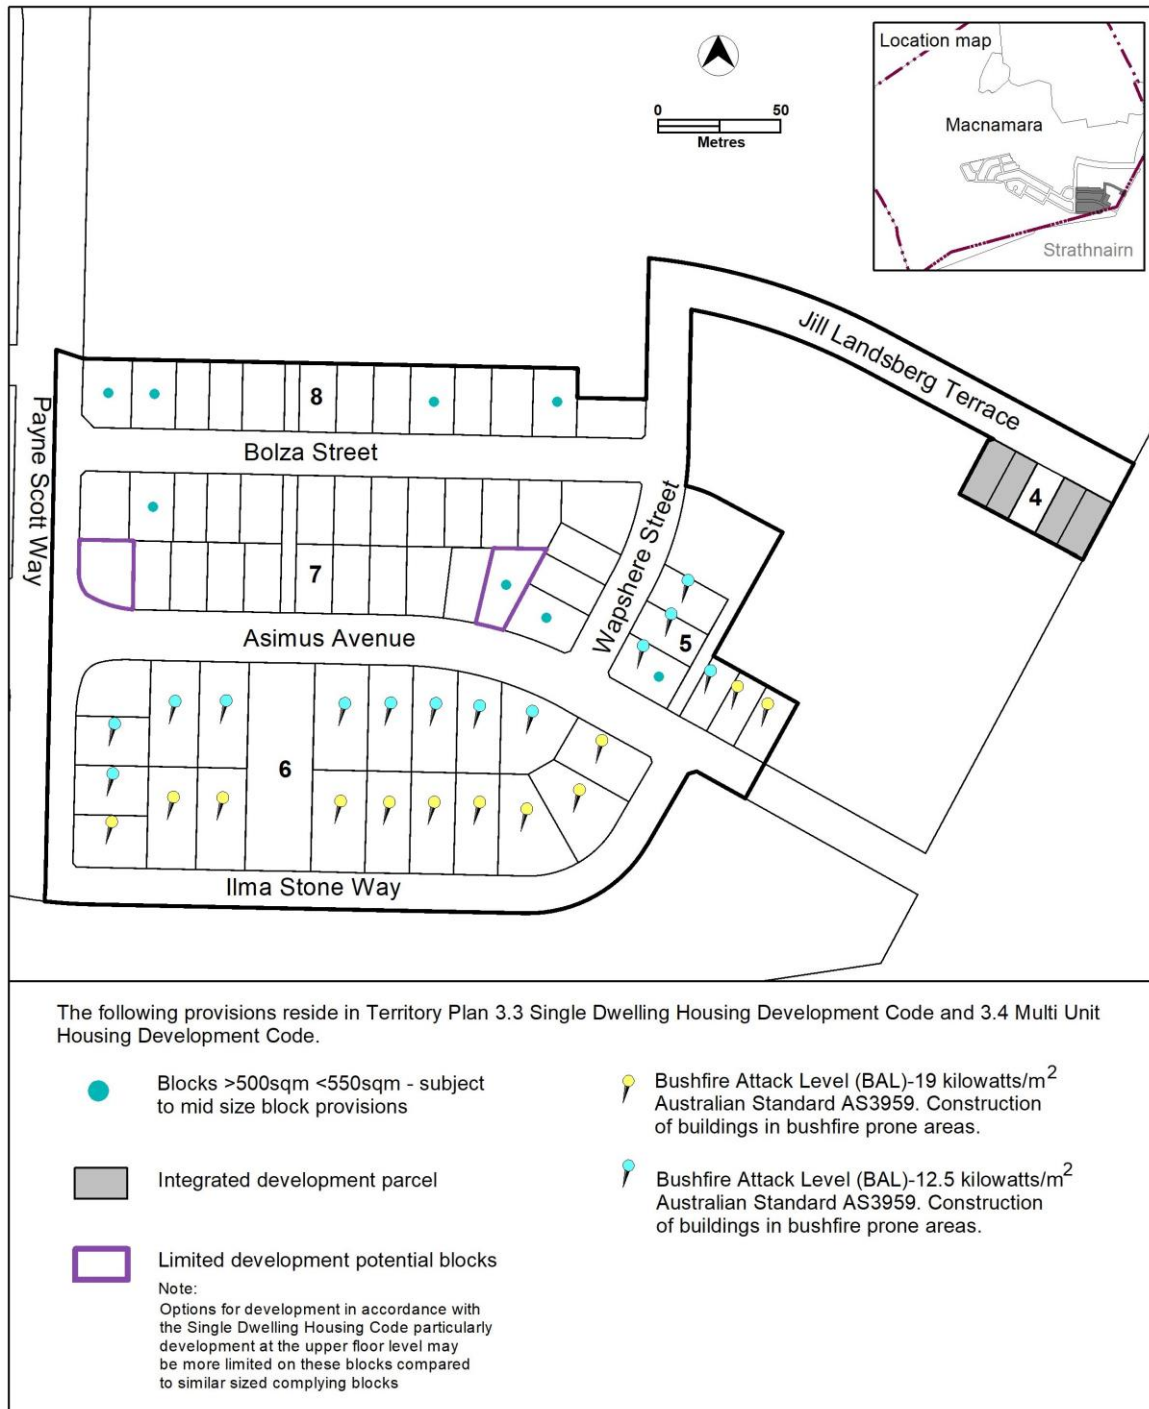 Location map
Macnamara
Strathnairn
0 50
Metres
Jill Landsberg Terrace
Payne Scott Way
8
Bolza Street
4
Wapshere Street
7
Asimus Avenue
5
6
Ilma Stone Way
The following provisions reside in Territory Plan 3.3 Single Dwelling Housing Development Code and 3.4 Multi Unit
Housing Development Code.
Blocks >500sqm <550sqm - subject
to mid size block provisions
Integrated development parcel
Limited development potential blocks
Note:
Options for development in accordance with
the Single Dwelling Housing Code particularly
development at the upper floor level may
be more limited on these blocks compared
to similar sized complying blocks
Bushfire Attack Level (BAL)-19 kilowatts/m²
Australian Standard AS3959. Construction
of buildings in bushfire prone areas.
Bushfire Attack Level (BAL)-12.5 kilowatts/m²
Australian Standard AS3959. Construction
of buildings in bushfire prone areas.